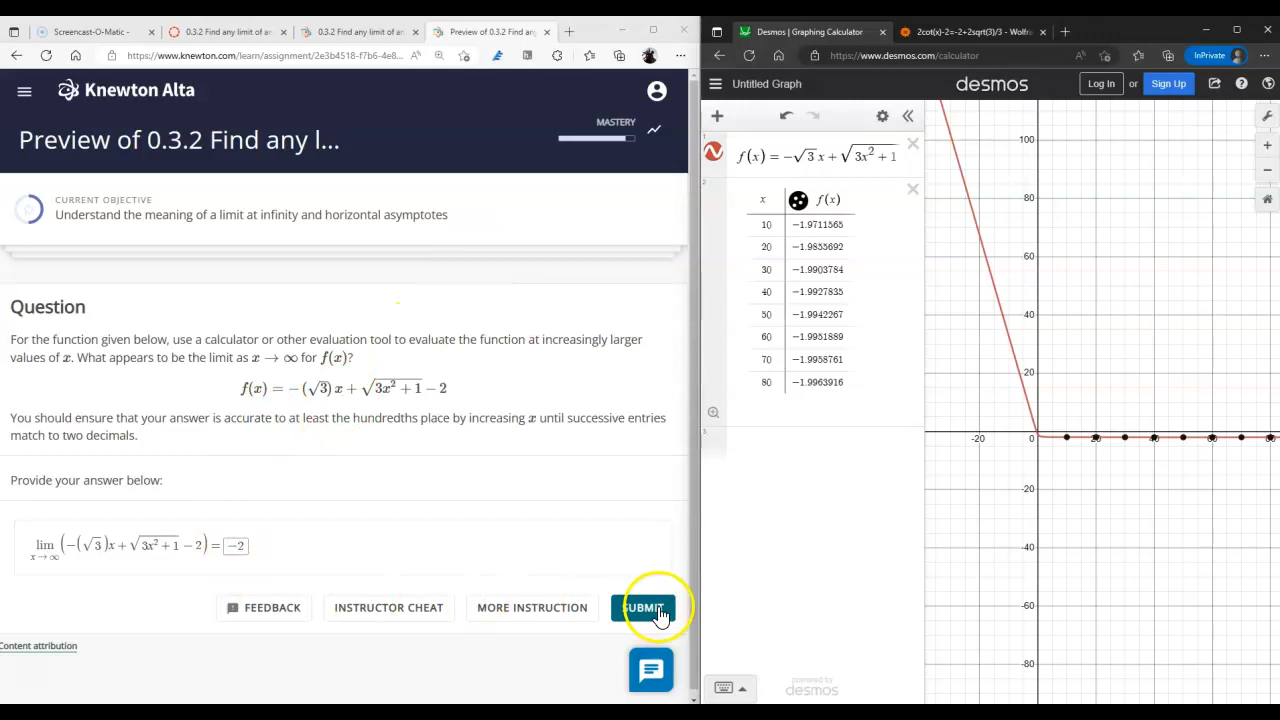 Screencast-O-Matic -
0.3.2 Find any limit of an
0.3.2 Find any limit of an
Preview of 0.3.2 Find any
Desmos | Graphing Calculator
2cot(x)-2=-2+2sqrt(3)/3 - Wolfra
https://www.knewton.com/learn/assignment/2e3b4518-f7b6-4e8...
https://www.desmos.com/calculator
InPrivate
Knewton Alta
Untitled Graph
desmos
Log In
or
Sign Up
Preview of 0.3.2 Find any l...
MASTERY
CURRENT OBJECTIVE
Understand the meaning of a limit at infinity and horizontal asymptotes
1
f(x) = −√3 x + √3x² + 1
2
x f(x)
10 −1.9711565
20 −1.9855692
30 −1.9903784
40 −1.9927835
50 −1.9942267
60 −1.9951889
70 −1.9958761
80 −1.9963916
3
Question
For the function given below, use a calculator or other evaluation tool to evaluate the function at increasingly larger
values of x. What appears to be the limit as x → ∞ for f(x)?
f(x) = −(√3) x + √3x² + 1 − 2
You should ensure that your answer is accurate to at least the hundredths place by increasing x until successive entries
match to two decimals.
Provide your answer below:
lim x→∞ (−(√3)x + √3x² + 1 − 2) = −2
FEEDBACK
INSTRUCTOR CHEAT
MORE INSTRUCTION
SUBMIT
Content attribution
powered by
desmos
100
80
60
40
20
-20
0
20
40
60
80
-20
-40
-60
-80